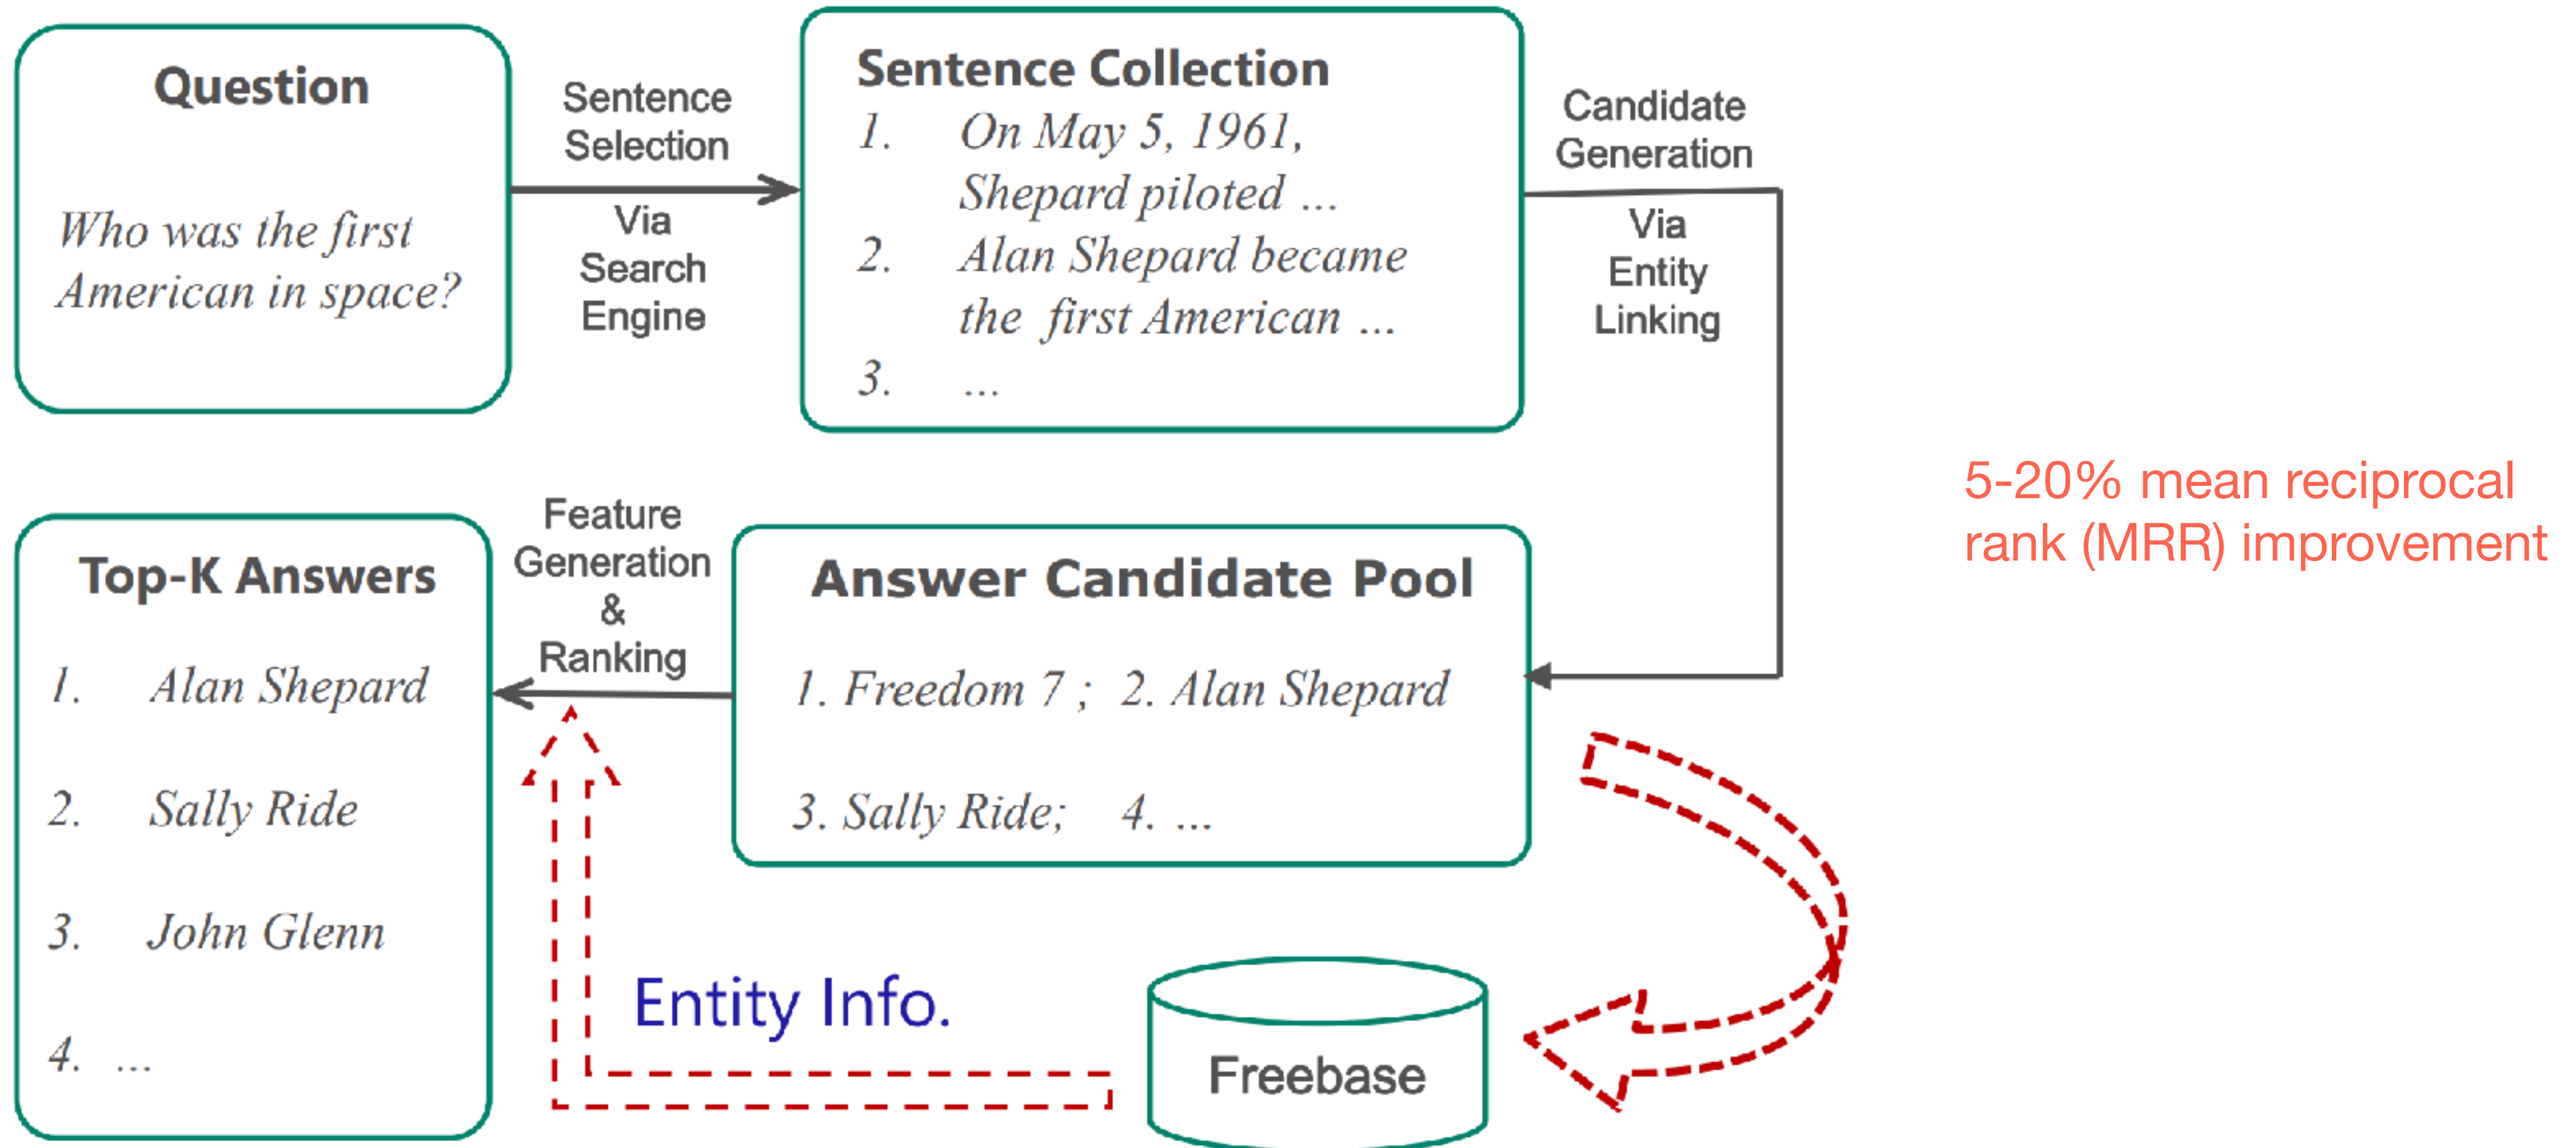 Question
Who was the first
American in space?
Sentence
Selection
Via
Search
Engine
Sentence Collection
1. On May 5, 1961,
Shepard piloted ...
2. Alan Shepard became
the first American ...
3. ...
Candidate
Generation
Via
Entity
Linking
5-20% mean reciprocal
rank (MRR) improvement
Answer Candidate Pool
1. Freedom 7 ; 2. Alan Shepard
3. Sally Ride; 4. ...
Feature
Generation
&
Ranking
Top-K Answers
1. Alan Shepard
2. Sally Ride
3. John Glenn
4. ...
Entity Info.
Freebase